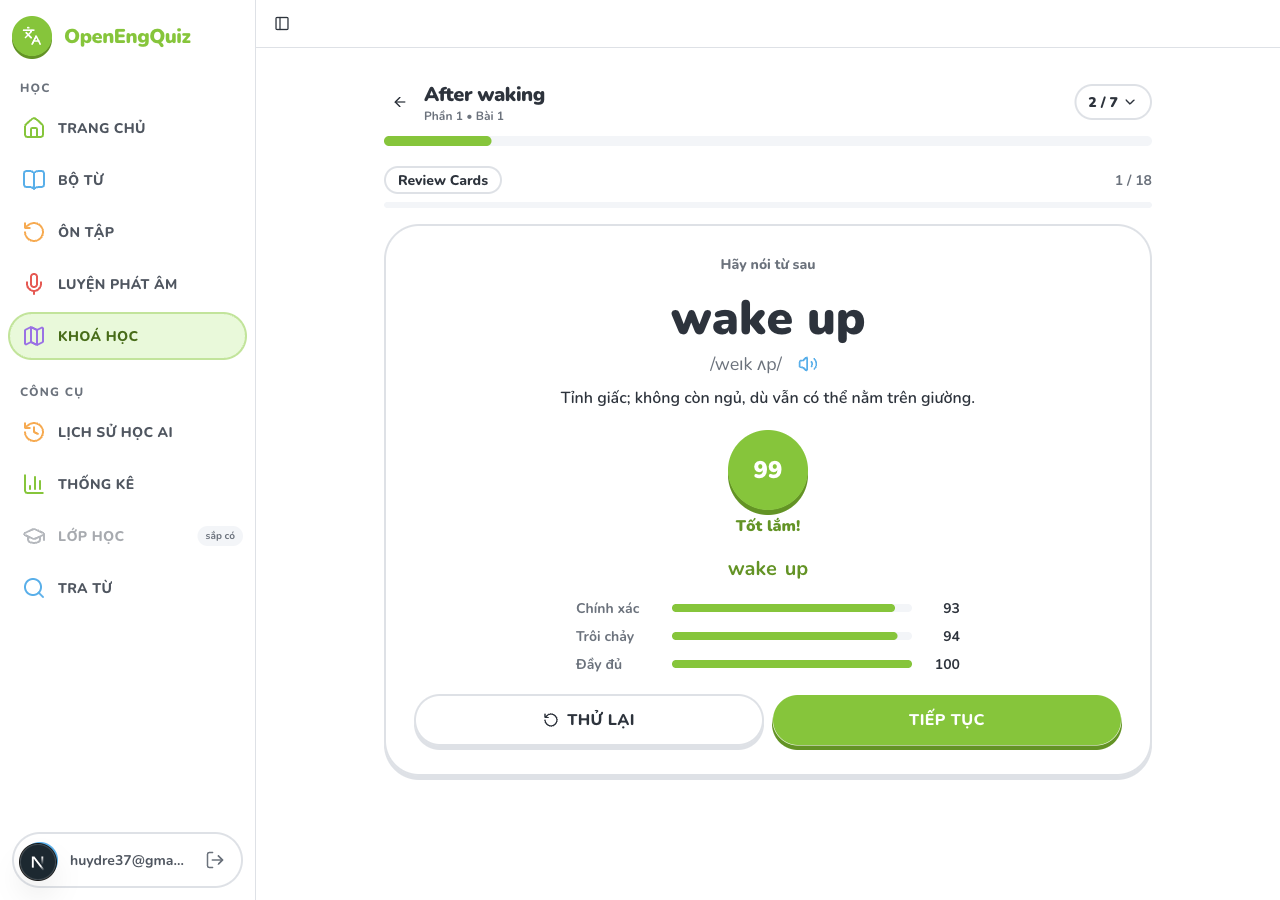 OpenEngQuiz
HỌC
TRANG CHỦ
BỘ TỪ
ÔN TẬP
LUYỆN PHÁT ÂM
KHOÁ HỌC
CÔNG CỤ
LỊCH SỬ HỌC AI
THỐNG KÊ
LỚP HỌC
sắp có
TRA TỪ
N
huydre37@gma...
After waking
Phần 1 • Bài 1
2 / 7
Review Cards
1 / 18
Hãy nói từ sau
wake up
/weɪk ʌp/
Tỉnh giấc; không còn ngủ, dù vẫn có thể nằm trên giường.
99
Tốt lắm!
wake up
Chính xác 93
Trôi chảy 94
Đầy đủ 100
THỬ LẠI
TIẾP TỤC